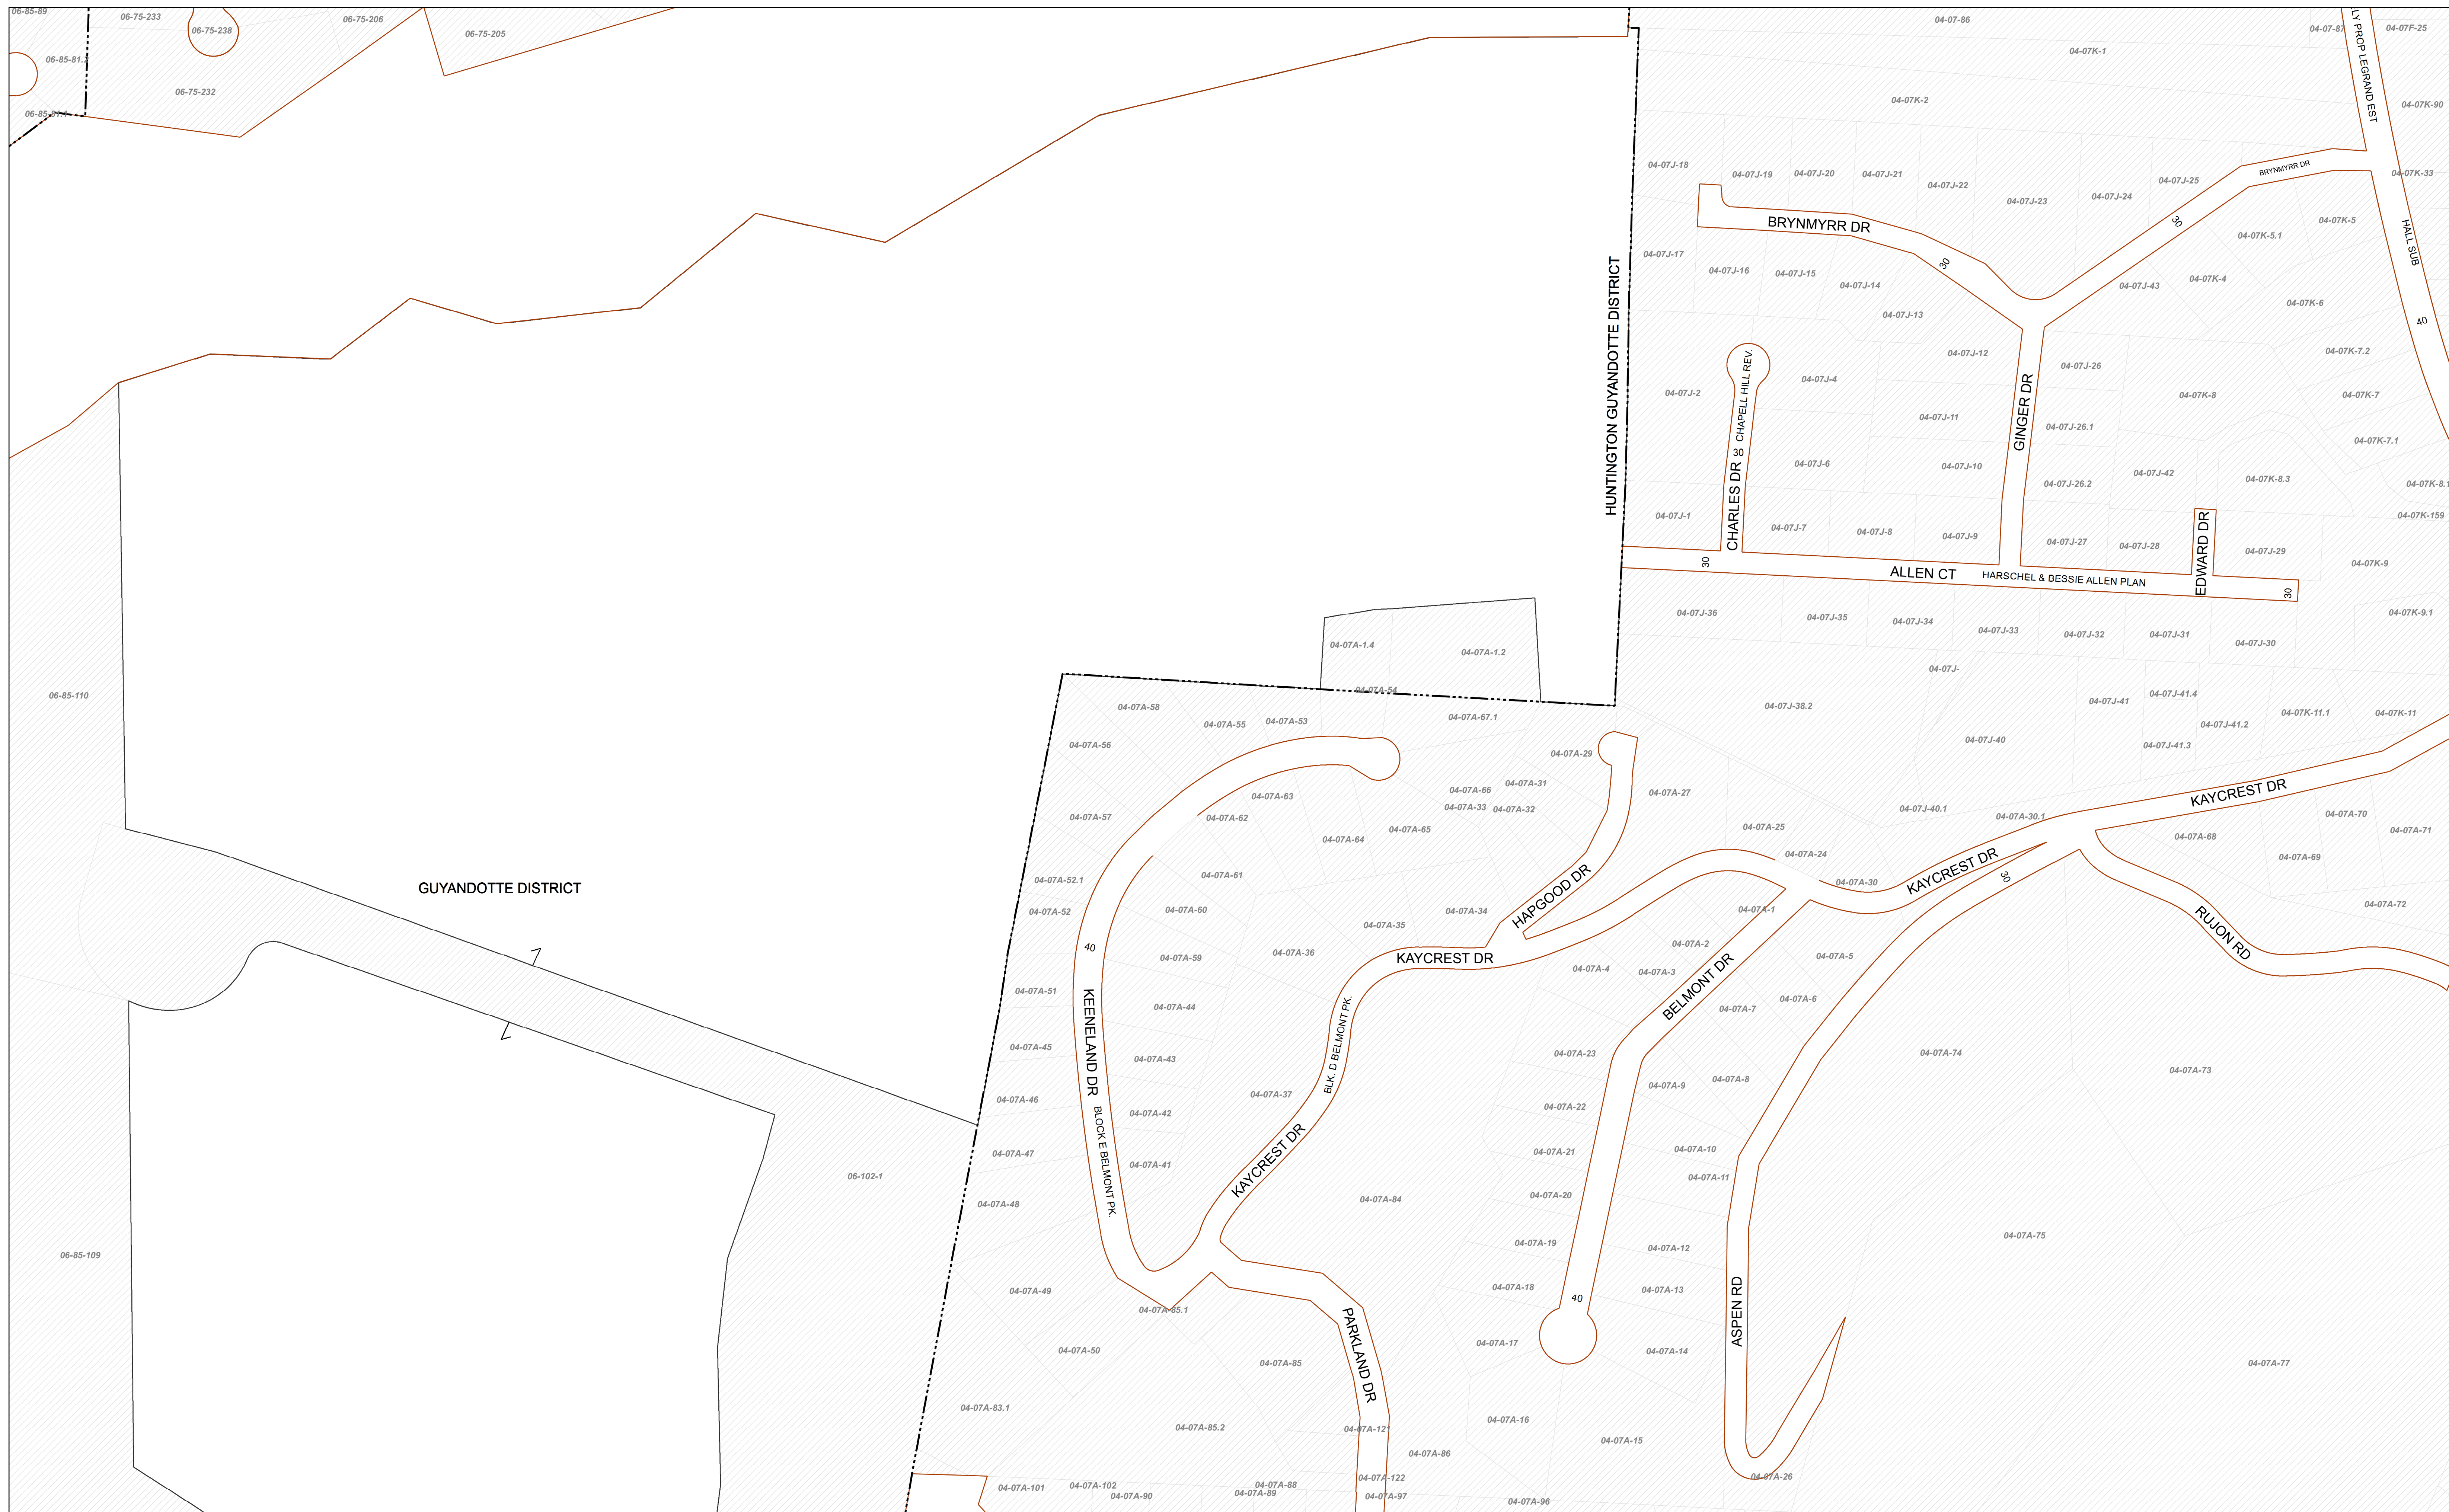 06-85-89
06-75-233
06-75-238
06-75-206
06-75-205
06-85-81.
06-75-232
06-85-81.1
04-07-86
04-07-87
04-07F-25
04-07K-1
04-07K-2
04-07K-90
LY PROP LEGRAND EST
04-07J-18
04-07J-19
04-07J-20
04-07J-21
04-07J-22
04-07J-23
04-07J-24
04-07J-25
BRYNMYRR DR
04-07K-33
BRYNMYRR DR
30
30
04-07K-5
04-07K-5.1
HALL SUB
04-07J-17
04-07J-16
04-07J-15
04-07J-14
04-07J-13
04-07J-43
04-07K-4
04-07K-6
40
HUNTINGTON GUYANDOTTE DISTRICT
04-07J-12
04-07J-26
04-07K-7.2
04-07J-2
04-07J-4
CHAPELL HILL REV.
30
CHARLES DR
GINGER DR
04-07K-8
04-07K-7
04-07J-11
04-07J-26.1
04-07K-7.1
04-07J-6
04-07J-10
04-07J-42
04-07J-26.2
04-07K-8.3
04-07K-8.1
04-07J-1
04-07J-7
04-07J-8
04-07J-9
04-07J-27
04-07J-28
EDWARD DR
04-07J-29
04-07K-159
04-07K-9
30
ALLEN CT
HARSCHEL & BESSIE ALLEN PLAN
30
04-07J-36
04-07J-35
04-07J-34
04-07J-33
04-07J-32
04-07J-31
04-07J-30
04-07K-9.1
04-07A-1.4
04-07A-1.2
04-07J-
06-85-110
04-07A-54
04-07A-58
04-07A-55
04-07A-53
04-07A-67.1
04-07J-38.2
04-07J-41
04-07J-41.4
04-07J-41.2
04-07K-11.1
04-07K-11
04-07A-56
04-07A-29
04-07J-40
04-07J-41.3
04-07A-57
04-07A-63
04-07A-62
04-07A-66
04-07A-31
04-07A-33
04-07A-32
04-07A-27
04-07J-40.1
KAYCREST DR
04-07A-64
04-07A-65
04-07A-25
04-07A-30.1
04-07A-68
04-07A-70
04-07A-71
GUYANDOTTE DISTRICT
04-07A-52.1
04-07A-61
04-07A-24
04-07A-30
KAYCREST DR
30
04-07A-69
04-07A-52
04-07A-60
04-07A-34
HAPGOOD DR
04-07A-1
04-07A-72
40
04-07A-35
04-07A-36
04-07A-59
KAYCREST DR
04-07A-2
04-07A-5
RUJON RD
04-07A-4
04-07A-3
BELMONT DR
04-07A-51
04-07A-44
04-07A-7
04-07A-6
KEENELAND DR
BLK. D BELMONT PK.
04-07A-45
04-07A-43
04-07A-23
04-07A-74
04-07A-73
04-07A-46
04-07A-42
04-07A-37
04-07A-22
04-07A-9
04-07A-8
BLOCK E BELMONT PK.
04-07A-47
04-07A-41
04-07A-21
04-07A-10
04-07A-11
06-102-1
04-07A-48
KAYCREST DR
04-07A-84
04-07A-20
06-85-109
04-07A-19
04-07A-12
04-07A-75
04-07A-49
04-07A-85.1
04-07A-18
40
04-07A-13
ASPEN RD
PARKLAND DR
04-07A-50
04-07A-85
04-07A-17
04-07A-14
04-07A-77
04-07A-83.1
04-07A-85.2
04-07A-12
04-07A-16
04-07A-15
04-07A-86
04-07A-122
04-07A-26
04-07A-101
04-07A-102
04-07A-90
04-07A-88
04-07A-89
04-07A-97
04-07A-96